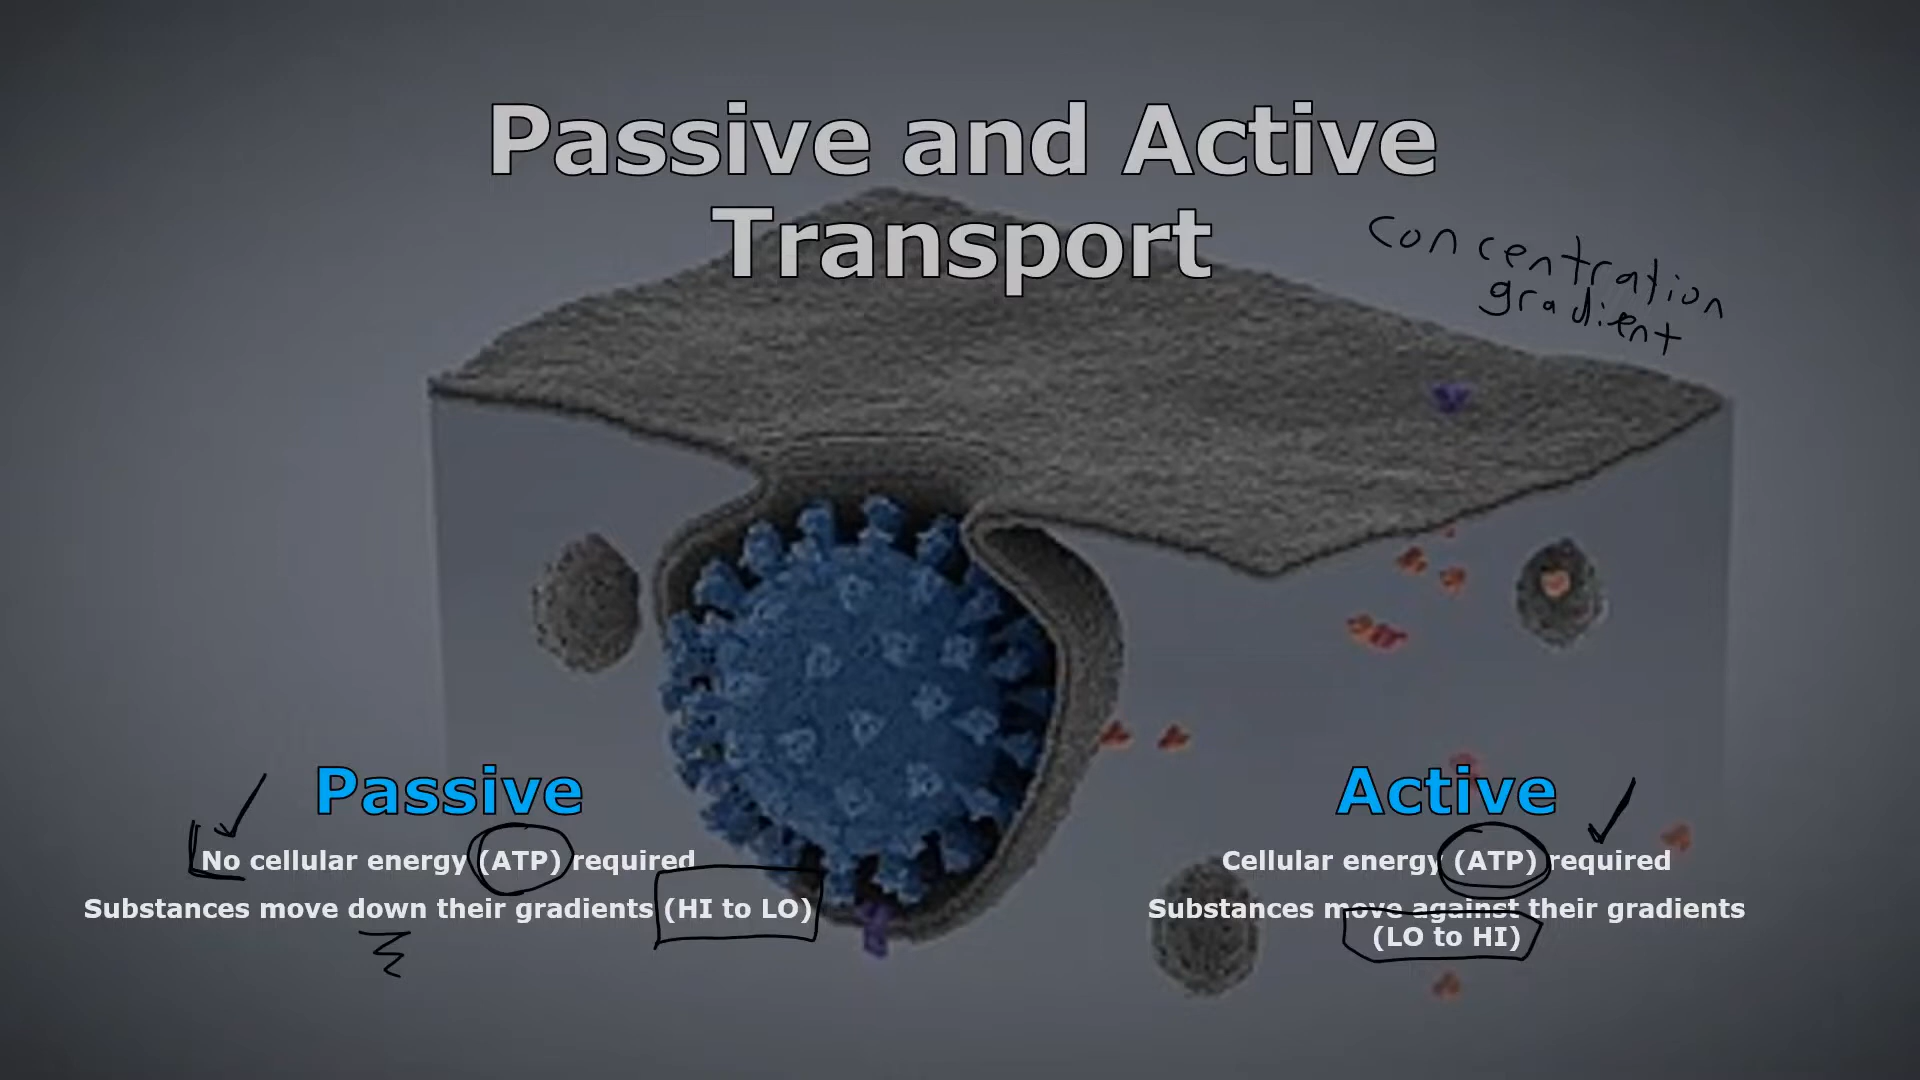 Passive and Active
Transport
concentration
gradient
Passive
No cellular energy (ATP) required
Substances move down their gradients (HI to LO)
Active
Cellular energy (ATP) required
Substances move against their gradients
(LO to HI)